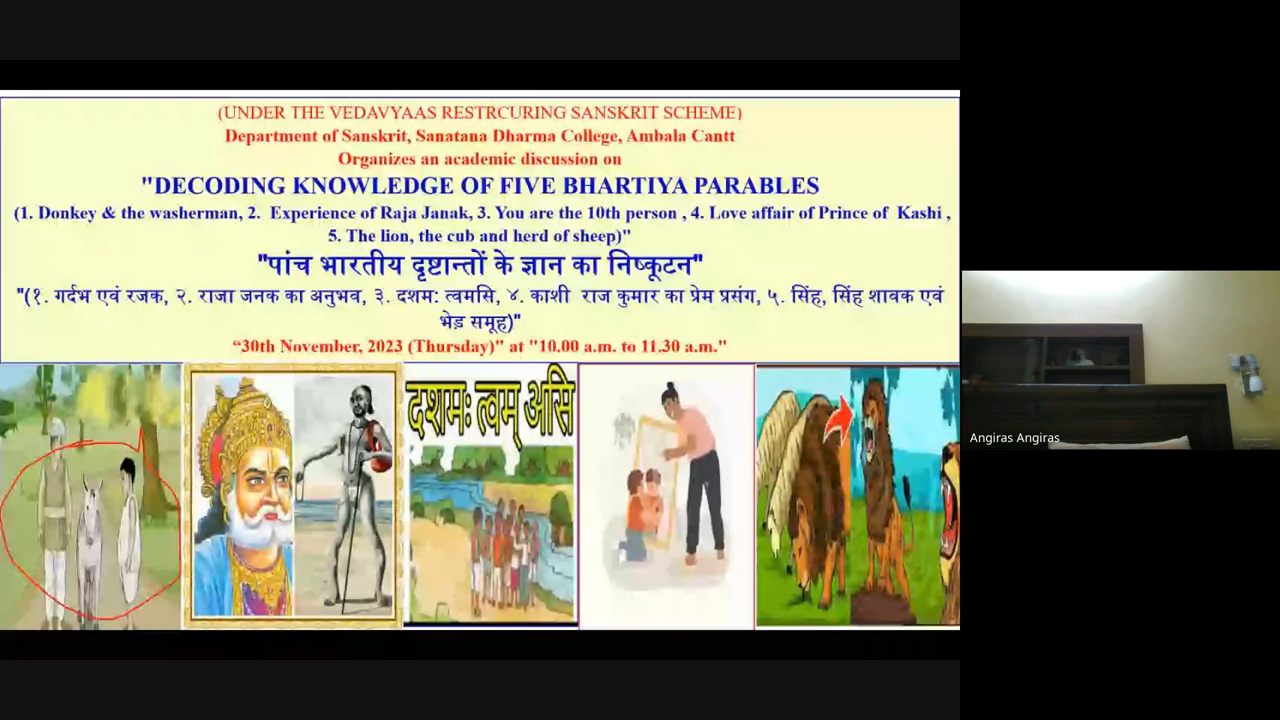 (UNDER THE VEDAVYAAS RESTRCURING SANSKRIT SCHEME)
Department of Sanskrit, Sanatana Dharma College, Ambala Cantt
Organizes an academic discussion on
"DECODING KNOWLEDGE OF FIVE BHARTIYA PARABLES
(1. Donkey & the washerman, 2. Experience of Raja Janak, 3. You are the 10th person , 4. Love affair of Prince of Kashi ,
5. The lion, the cub and herd of sheep)"
"पांच भारतीय दृष्टान्तों के ज्ञान का निष्कूटन"
"(१. गर्दभ एवं रजक, २. राजा जनक का अनुभव, ३. दशम: त्वमसि, ४. काशी राज कुमार का प्रेम प्रसंग, ५. सिंह, सिंह शावक एवं
भेड़ समूह)"
“30th November, 2023 (Thursday)" at "10.00 a.m. to 11.30 a.m."
दशमः त्वम् असि
Angiras Angiras